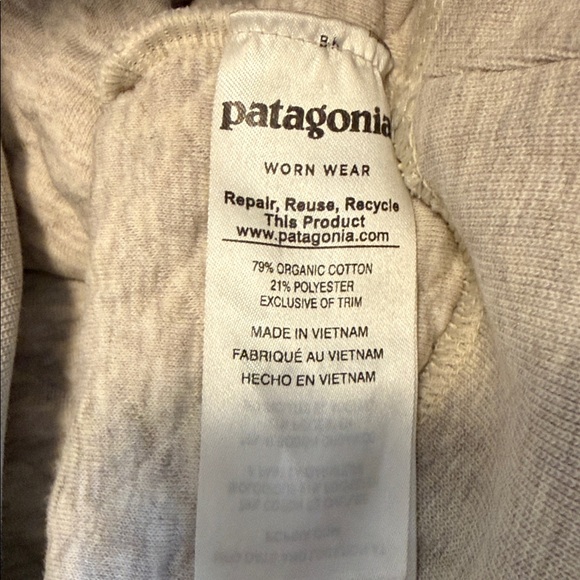 patagonia
WORN WEAR
Repair, Reuse, Recycle
This Product
www.patagonia.com
79% ORGANIC COTTON
21% POLYESTER
EXCLUSIVE OF TRIM
MADE IN VIETNAM
FABRIQUÉ AU VIETNAM
HECHO EN VIETNAM